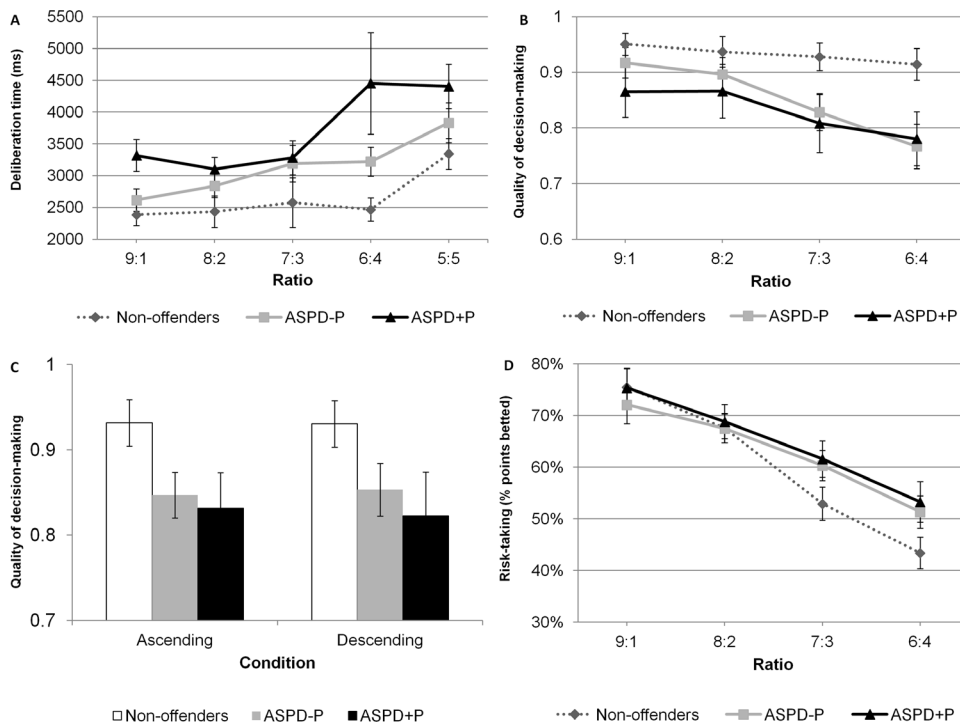 A
5500
5000
4500
4000
3500
3000
2500
2000
Deliberation time (ms)
9:1 8:2 7:3 6:4 5:5
Ratio
Non-offenders ASPD-P ASPD+P
B
1
0.9
0.8
0.7
0.6
Quality of decision-making
9:1 8:2 7:3 6:4
Ratio
Non-offenders ASPD-P ASPD+P
C
1
0.9
0.8
0.7
Quality of decision-making
Ascending Descending
Condition
Non-offenders ASPD-P ASPD+P
D
80%
70%
60%
50%
40%
30%
Risk-taking (% points betted)
9:1 8:2 7:3 6:4
Ratio
Non-offenders ASPD-P ASPD+P